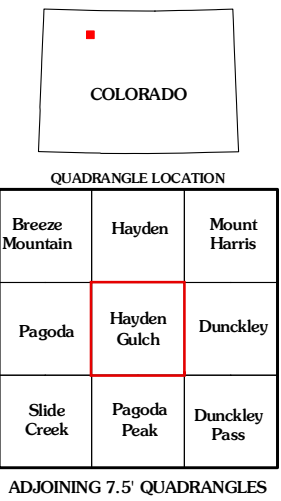 COLORADO
QUADRANGLE LOCATION
Breeze
Mountain
Hayden
Mount
Harris
Pagoda
Hayden
Gulch
Dunckley
Slide
Creek
Pagoda
Peak
Dunckley
Pass
ADJOINING 7.5' QUADRANGLES